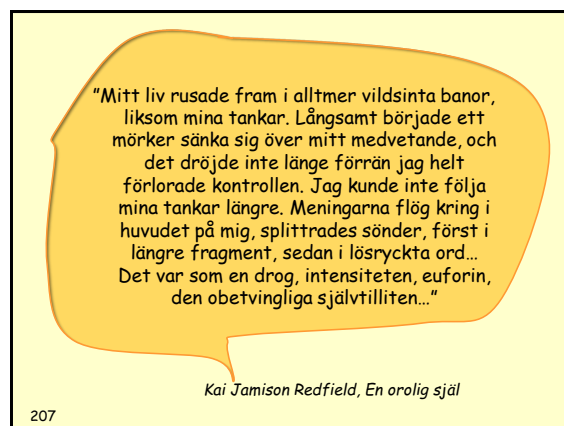 "Mitt liv rusade fram i alltmer vildsinta banor,
liksom mina tankar. Långsamt började ett
mörker sänka sig över mitt medvetande, och
det dröjde inte länge förrän jag helt
förlorade kontrollen. Jag kunde inte följa
mina tankar längre. Meningarna flög kring i
huvudet på mig, splittrades sönder, först i
längre fragment, sedan i lösryckta ord...
Det var som en drog, intensiteten, euforin,
den obetvingliga självtilliten..."
Kai Jamison Redfield, En orolig själ
207